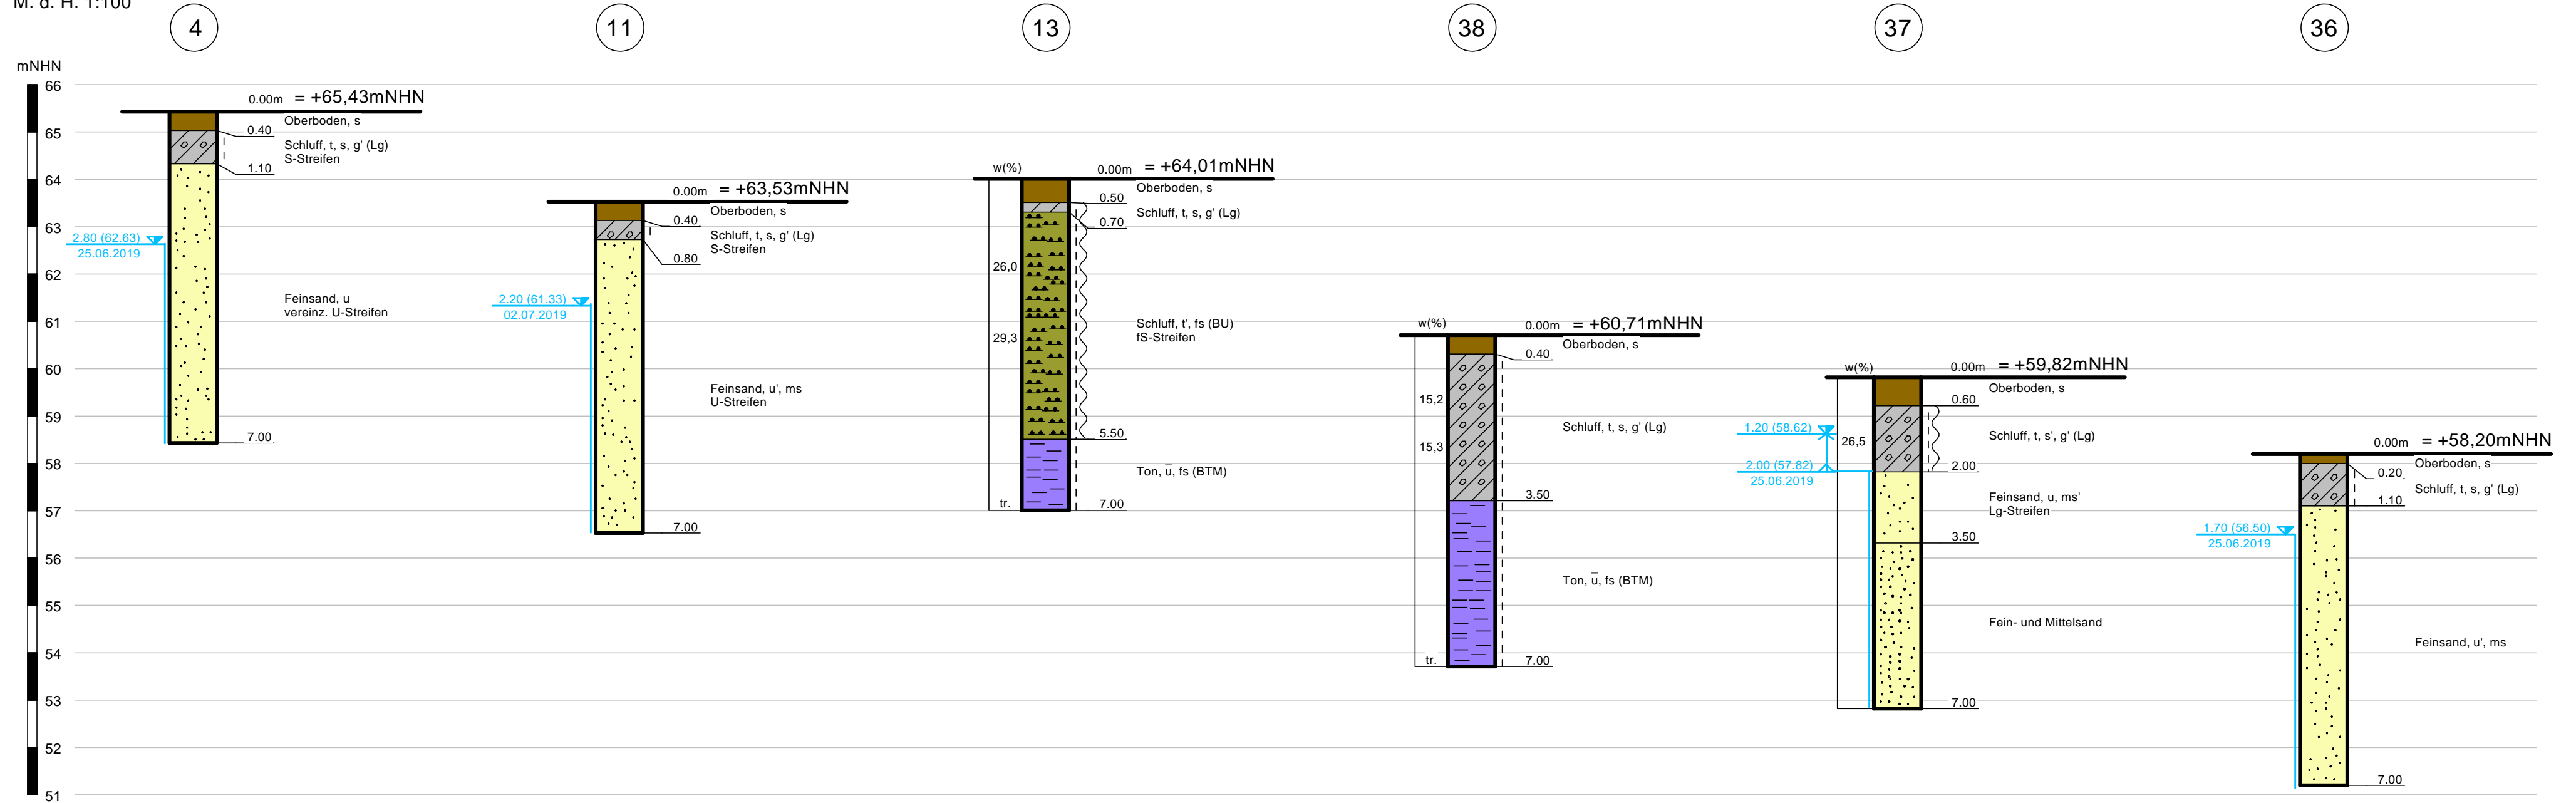 M. d. H. 1:100
4
11
13
38
37
36
mNHN
66
65
64
63
62
61
60
59
58
57
56
55
54
53
52
51
0.00m = +65,43mNHN
Oberboden, s
0.40
Schluff, t, s, g' (Lg)
S-Streifen
1.10
2.80 (62.63)
25.06.2019
Feinsand, u
vereinz. U-Streifen
7.00
0.00m = +63,53mNHN
Oberboden, s
0.40
Schluff, t, s, g' (Lg)
S-Streifen
0.80
2.20 (61.33)
02.07.2019
Feinsand, u', ms
U-Streifen
7.00
w(%)
0.00m = +64,01mNHN
Oberboden, s
0.50
Schluff, t, s, g' (Lg)
0.70
26,0
Schluff, t', fs (BU)
29,3
fS-Streifen
5.50
Ton, u̅, fs (BTM)
tr.
7.00
w(%)
0.00m = +60,71mNHN
Oberboden, s
0.40
15,2
Schluff, t, s, g' (Lg)
15,3
3.50
Ton, u̅, fs (BTM)
tr.
7.00
w(%)
0.00m = +59,82mNHN
Oberboden, s
0.60
1.20 (58.62)
26,5
Schluff, t, s', g' (Lg)
2.00 (57.82)
25.06.2019
2.00
Feinsand, u, ms'
Lg-Streifen
3.50
Fein- und Mittelsand
7.00
0.00m = +58,20mNHN
Oberboden, s
0.20
Schluff, t, s, g' (Lg)
1.10
1.70 (56.50)
25.06.2019
Feinsand, u', ms
7.00